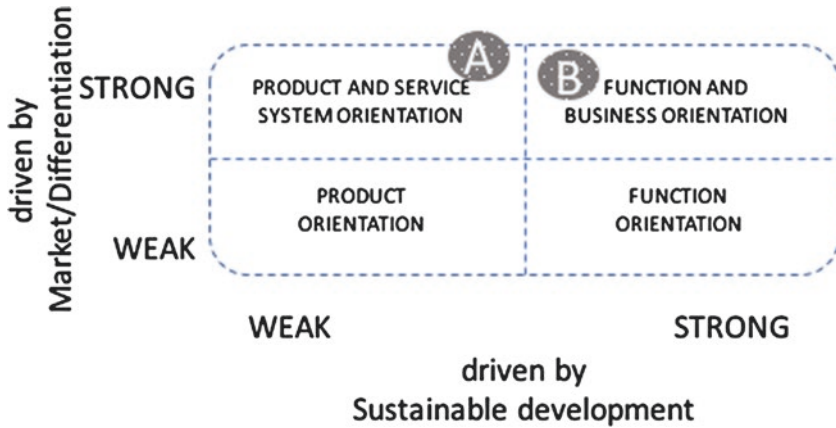 driven by
Market/Differentiation
STRONG
WEAK
A
B
PRODUCT AND SERVICE
SYSTEM ORIENTATION
FUNCTION AND
BUSINESS ORIENTATION
PRODUCT
ORIENTATION
FUNCTION
ORIENTATION
WEAK
STRONG
driven by
Sustainable development